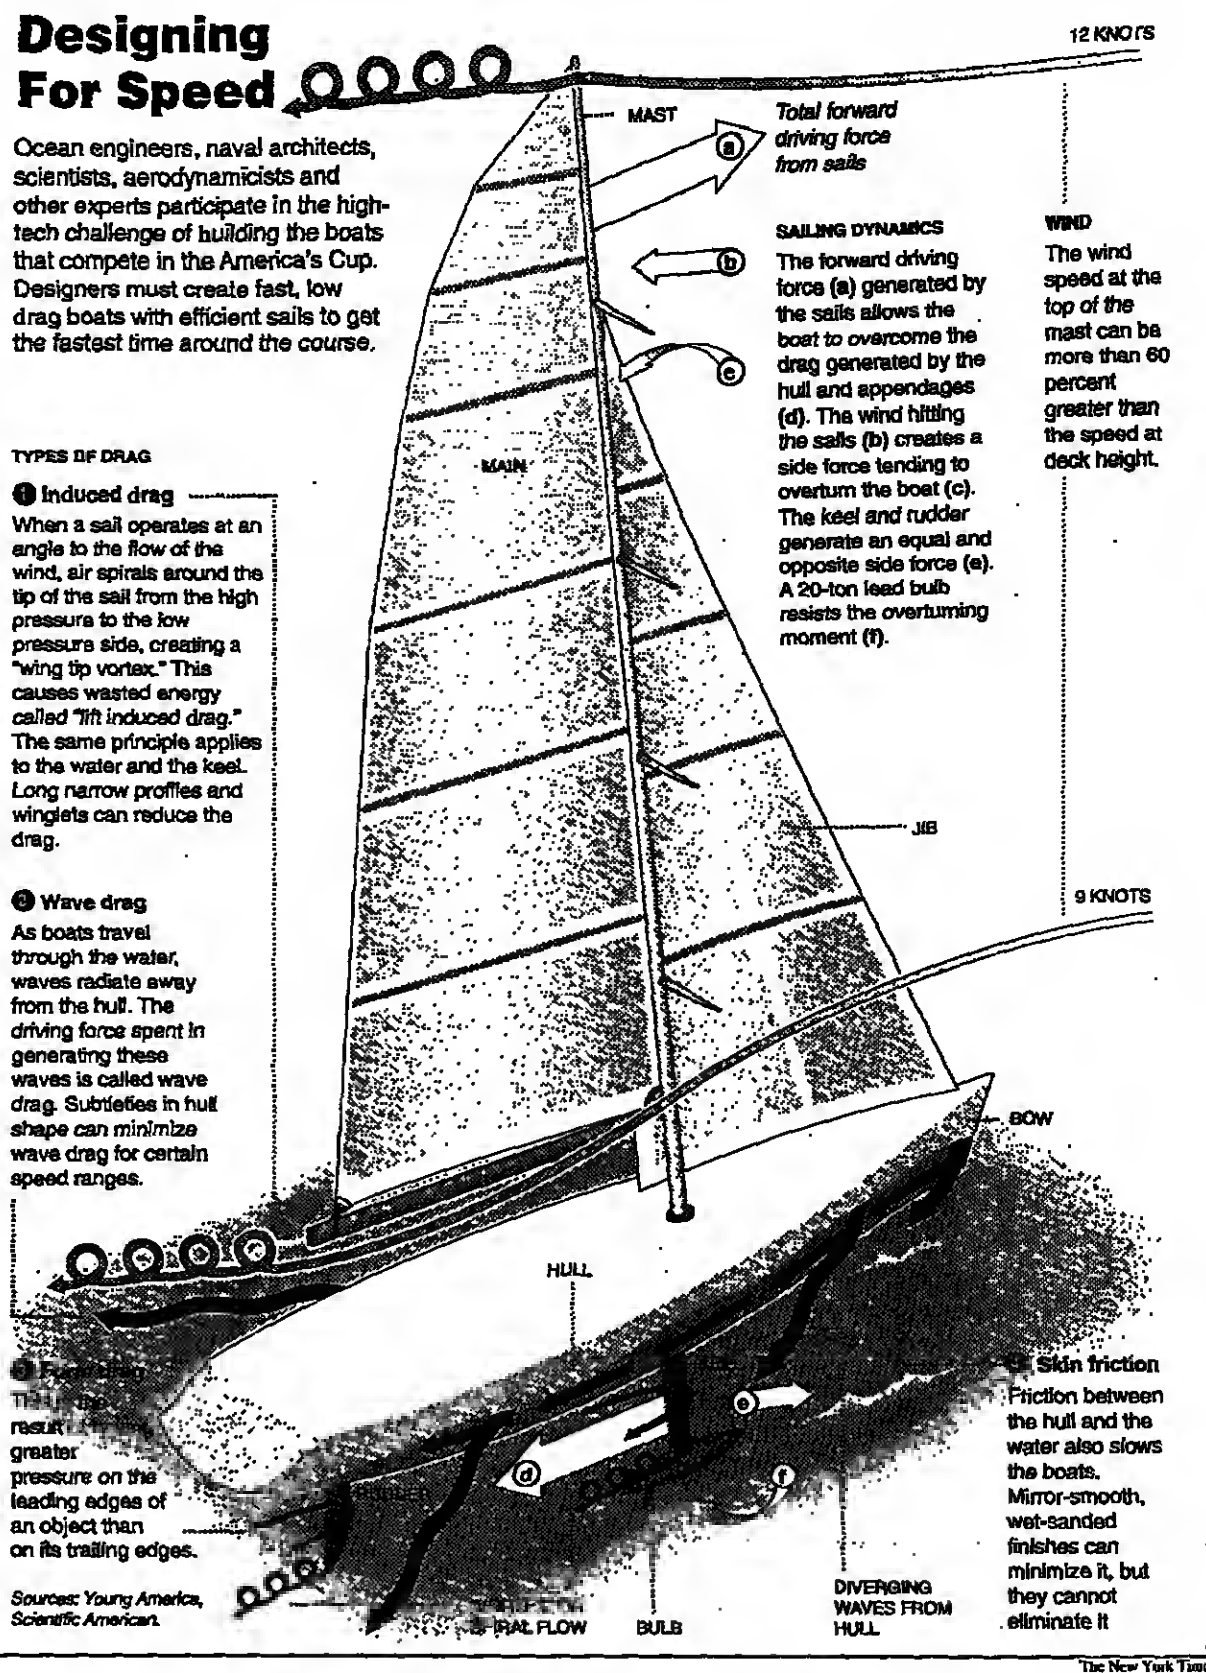 Designing
For Speed
Ocean engineers, naval architects,
scientists, aerodynamicists and
other experts participate in the high-
tech challenge of building the boats
that compete in the America's Cup.
Designers must create fast, low
drag boats with efficient sails to get
the fastest time around the course.
TYPES OF DRAG
1 Induced drag
When a sail operates at an
angle to the flow of the
wind, air spirals around the
tip of the sail from the high
pressure to the low
pressure side, creating a
"wing tip vortex." This
causes wasted energy
called "lift induced drag."
The same principle applies
to the water and the keel.
Long narrow profiles and
winglets can reduce the
drag.
2 Wave drag
As boats travel
through the water,
waves radiate away
from the hull. The
driving force spent in
generating these
waves is called wave
drag. Subtleties in hull
shape can minimize
wave drag for certain
speed ranges.
3 Form drag
the
result
greater
pressure on the
leading edges of
an object than
on its trailing edges.
Sources: Young America,
Scientific American.
12 KNOTS
MAST
a
Total forward
driving force
from sails
b
e
SAILING DYNAMICS
The forward driving
force (a) generated by
the sails allows the
boat to overcome the
drag generated by the
hull and appendages
(d). The wind hitting
the sails (b) creates a
side force tending to
overturn the boat (c).
The keel and rudder
generate an equal and
opposite side force (e).
A 20-ton lead bulb
resists the overturning
moment (f).
WIND
The wind
speed at the
top of the
mast can be
more than 60
percent
greater than
the speed at
deck height.
MAIN
JIB
9 KNOTS
BOW
HULL
e
d
f
RUDDER
FLOW
BULB
DIVERGING
WAVES FROM
HULL
Skin friction
Friction between
the hull and the
water also slows
the boats.
Mirror-smooth,
wet-sanded
finishes can
minimize it, but
they cannot
eliminate it
The New York Times